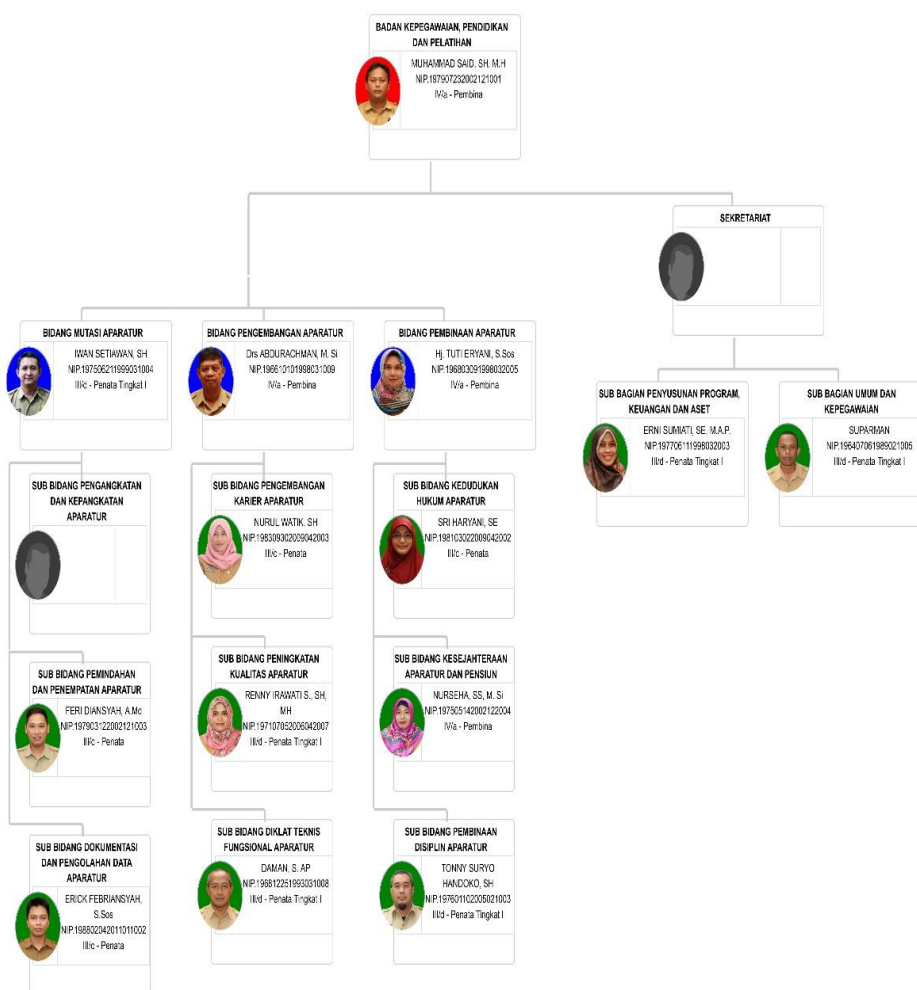 BADAN KEPEGAWAIAN, PENDIDIKAN
DAN PELATIHAN
MUHAMMAD SAID. SH. M.H
NIP.197907232002121001
IV/a - Pembina
SEKRETARIAT
BIDANG MUTASI APARATUR
IWAN SETIAWAN, SH
NIP.197506211999031004
III/d - Penata Tingkat I
BIDANG PENGEMBANGAN APARATUR
Drs ABDURACHMAN, M. Si
NIP.196610101998031009
IV/a - Pembina
BIDANG PEMBINAAN APARATUR
Hj. TUTI ERYANI, S.Sos
NIP.196803091998032005
IV/a - Pembina
SUB BAGIAN PENYUSUNAN PROGRAM,
KEUANGAN DAN ASET
ERNI SUMIATI, SE, M.A.P.
NIP.197706111998032003
III/d - Penata Tingkat I
SUB BAGIAN UMUM DAN
KEPEGAWAIAN
SUPARMAN
NIP.196407061989021005
III/d - Penata Tingkat I
SUB BIDANG PENGANGKATAN
DAN KEPANGKATAN
APARATUR
SUB BIDANG PENGEMBANGAN
KARIER APARATUR
NURUL WATIK, SH
NIP.198309302009042003
III/c - Penata
SUB BIDANG KEDUDUKAN
HUKUM APARATUR
SRI HARYANI, SE
NIP.198103022009042002
III/c - Penata
SUB BIDANG PEMINDAHAN
DAN PENEMPATAN APARATUR
FERI DIANSYAH, A.Md
NIP.197903122002121003
III/c - Penata
SUB BIDANG PENINGKATAN
KUALITAS APARATUR
RENNY IRAWATI S., SH,
MH
NIP.197107052006042007
III/d - Penata Tingkat I
SUB BIDANG KESEJAHTERAAN
APARATUR DAN PENSIUN
NURSEHA, SS, M. Si
NIP.197505142002122004
IV/a - Pembina
SUB BIDANG DOKUMENTASI
DAN PENGOLAHAN DATA
APARATUR
ERICK FEBRIANSYAH,
S.Sos
NIP.198802042011011002
III/c - Penata
SUB BIDANG DIKLAT TEKNIS
FUNGSIONAL APARATUR
DAMAN, S. AP
NIP.196812251993031008
III/d - Penata Tingkat I
SUB BIDANG PEMBINAAN
DISIPLIN APARATUR
TONNY SURYO
HANDOKO, SH
NIP.197601102005021003
III/d - Penata Tingkat I